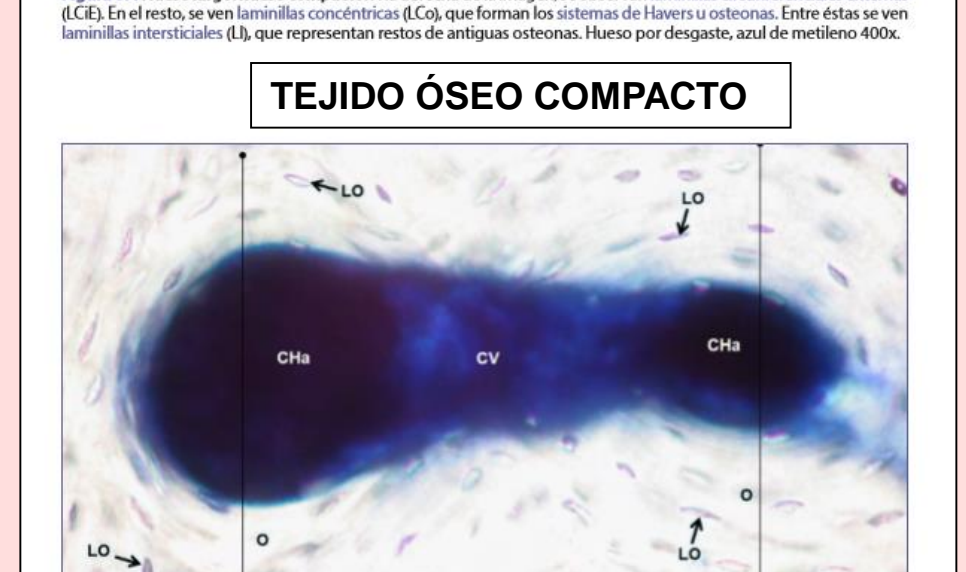 (LCiE). En el resto, se ven laminillas concéntricas (LCo), que forman los sistemas de Havers u osteonas. Entre éstas se ven
laminillas intersticiales (LI), que representan restos de antiguas osteonas. Hueso por desgaste, azul de metileno 400x.
TEJIDO ÓSEO COMPACTO
LO
LO
CHa
CV
CHa
O
O
LO
LO